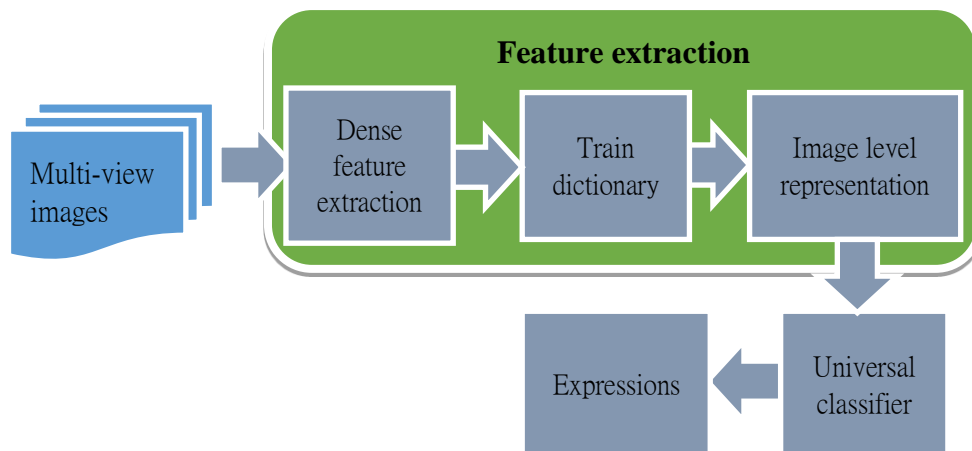 Feature extraction
Multi-view
images
Dense
feature
extraction
Train
dictionary
Image level
representation
Universal
classifier
Expressions